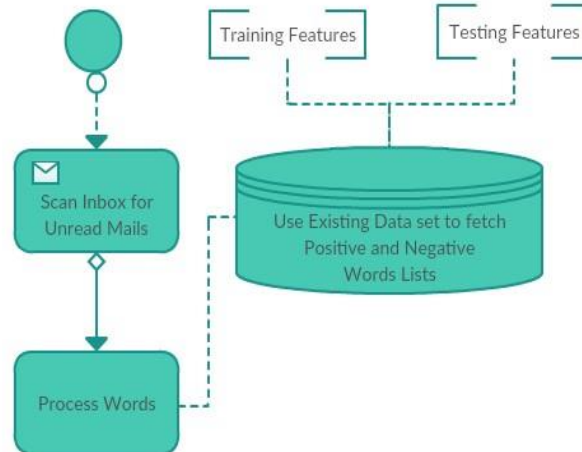 Training Features
Testing Features
Scan Inbox for
Unread Mails
Use Existing Data set to fetch
Positive and Negative
Words Lists
Process Words